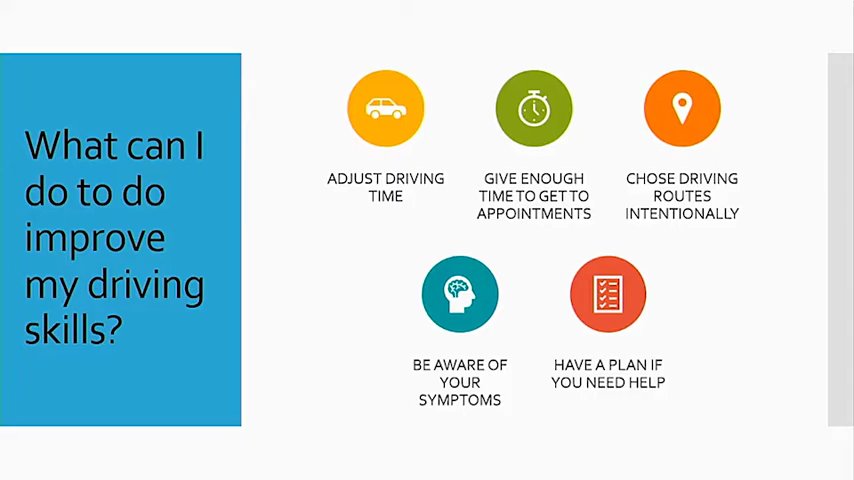 What can I
do to do
improve
my driving
skills?
ADJUST DRIVING
TIME
GIVE ENOUGH
TIME TO GET TO
APPOINTMENTS
CHOSE DRIVING
ROUTES
INTENTIONALLY
BE AWARE OF
YOUR
SYMPTOMS
HAVE A PLAN IF
YOU NEED HELP